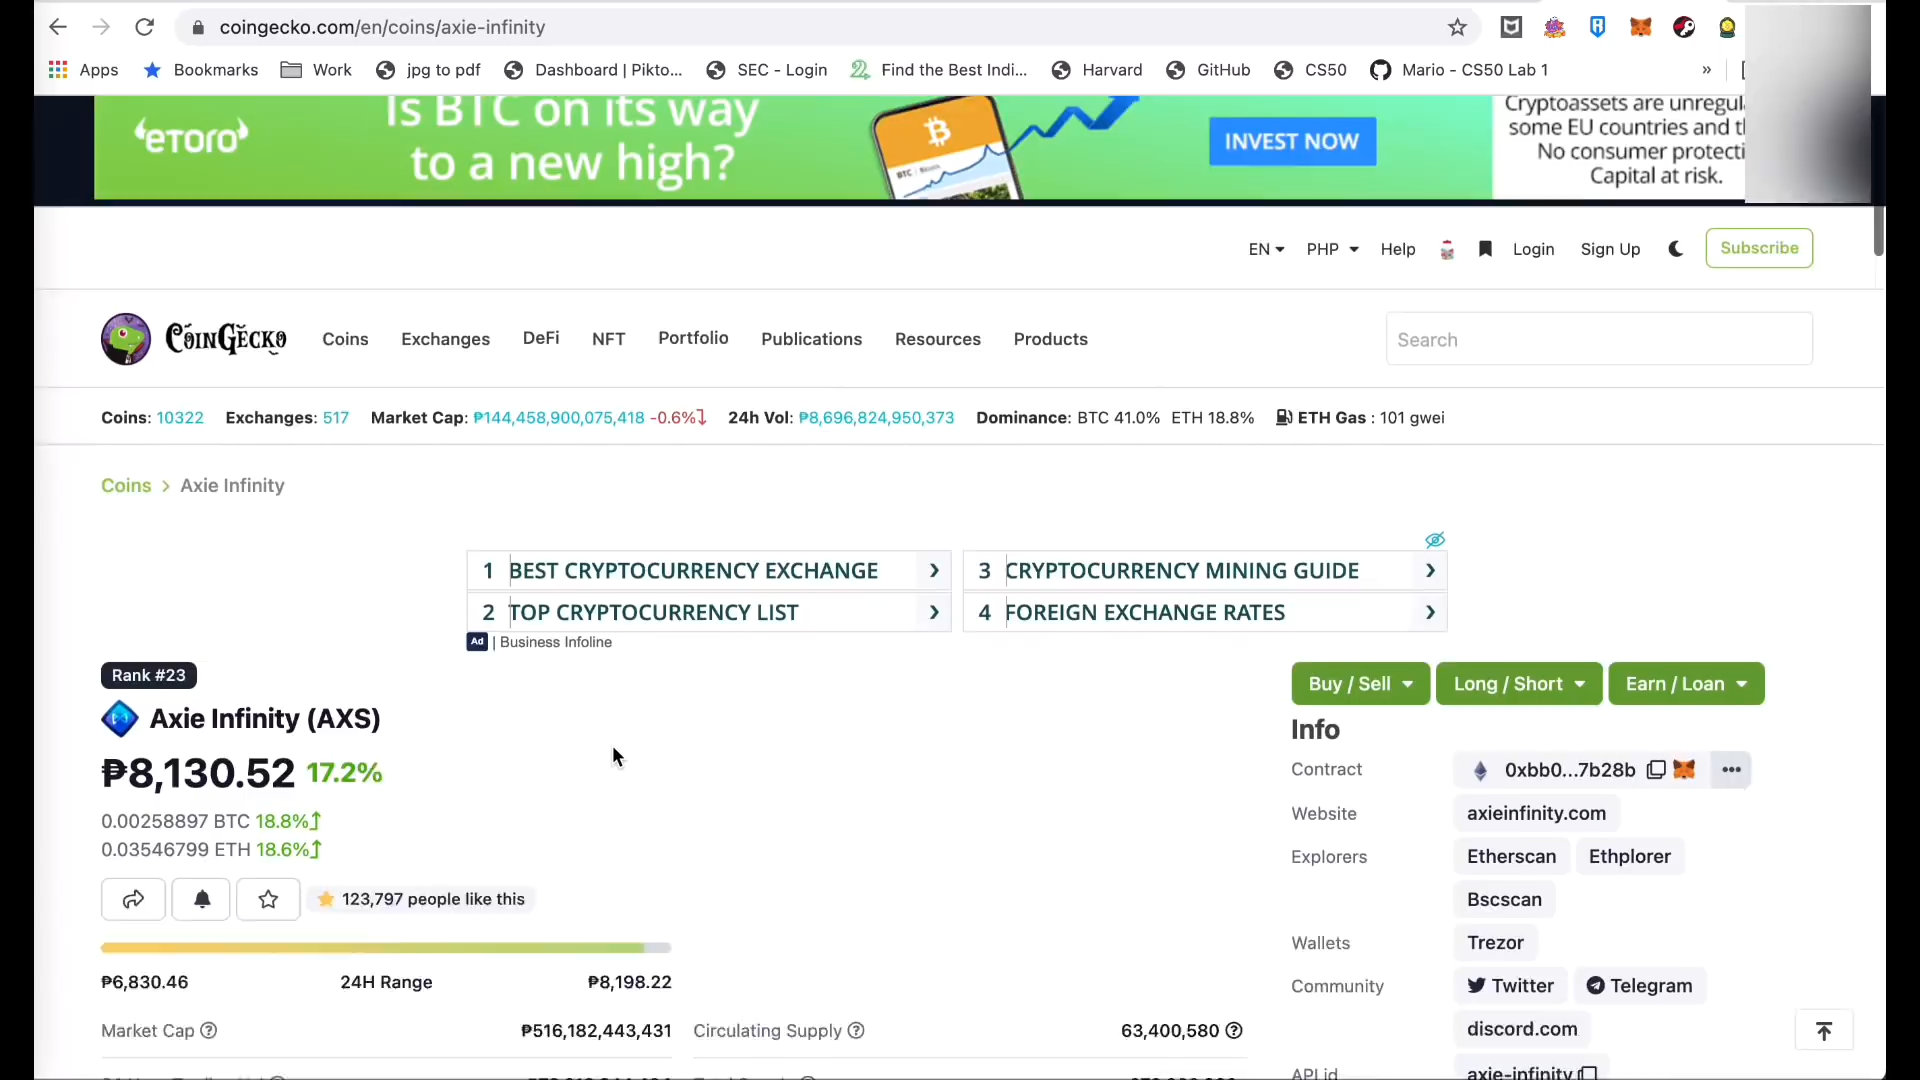 coingecko.com/en/coins/axie-infinity
Apps Bookmarks Work jpg to pdf Dashboard | Pikto... SEC - Login Find the Best Indi... Harvard GitHub CS50 Mario - CS50 Lab 1 »
eTORO
Is BTC on its way
to a new high?
BTC
INVEST NOW
Cryptoassets are unregul
some EU countries and
No consumer protecti
Capital at risk.
EN PHP Help Login Sign Up Subscribe
CoinGecko Coins Exchanges DeFi NFT Portfolio Publications Resources Products Search
Coins: 10322 Exchanges: 517 Market Cap: ₱144,458,900,075,418 -0.6% 24h Vol: ₱8,696,824,950,373 Dominance: BTC 41.0% ETH 18.8% ETH Gas : 101 gwei
Coins > Axie Infinity
1 BEST CRYPTOCURRENCY EXCHANGE
2 TOP CRYPTOCURRENCY LIST
3 CRYPTOCURRENCY MINING GUIDE
4 FOREIGN EXCHANGE RATES
Ad | Business Infoline
Rank #23
Axie Infinity (AXS)
₱8,130.52 17.2%
0.00258897 BTC 18.8%
0.03546799 ETH 18.6%
123,797 people like this
₱6,830.46 24H Range ₱8,198.22
Market Cap ₱516,182,443,431
Circulating Supply 63,400,580
Buy / Sell Long / Short Earn / Loan
Info
Contract 0xbb0...7b28b •••
Website axieinfinity.com
Explorers Etherscan Ethplorer
Bscscan
Wallets Trezor
Community Twitter Telegram
discord.com
API id axie-infinity